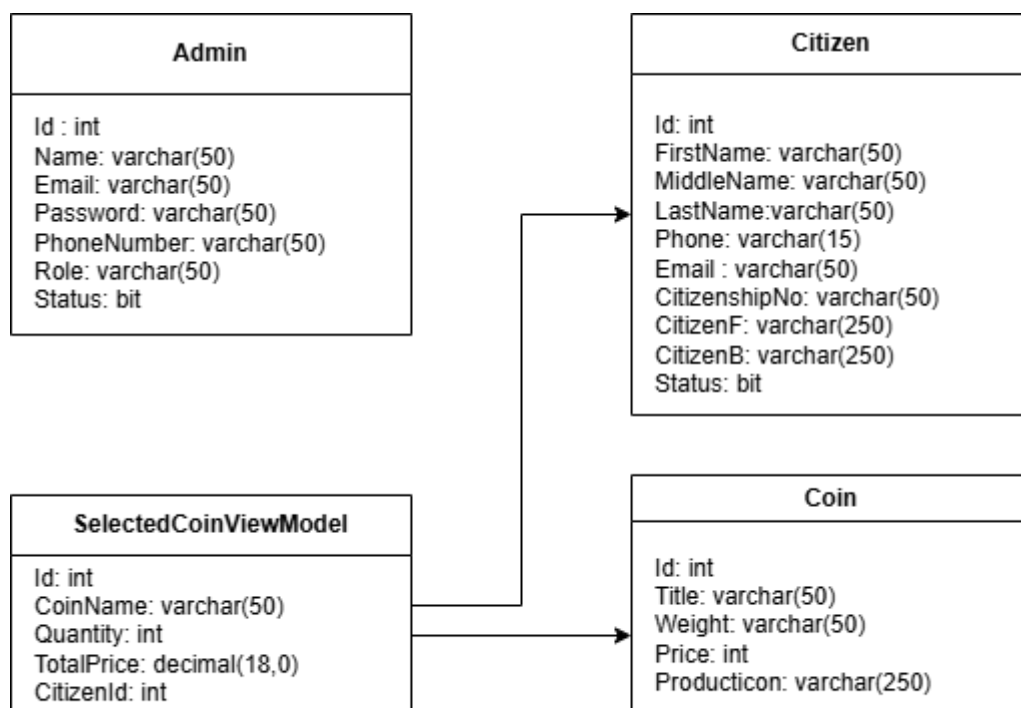 Admin
Id : int
Name: varchar(50)
Email: varchar(50)
Password: varchar(50)
PhoneNumber: varchar(50)
Role: varchar(50)
Status: bit
Citizen
Id: int
FirstName: varchar(50)
MiddleName: varchar(50)
LastName:varchar(50)
Phone: varchar(15)
Email : varchar(50)
CitizenshipNo: varchar(50)
CitizenF: varchar(250)
CitizenB: varchar(250)
Status: bit
SelectedCoinViewModel
Id: int
CoinName: varchar(50)
Quantity: int
TotalPrice: decimal(18,0)
CitizenId: int
Coin
Id: int
Title: varchar(50)
Weight: varchar(50)
Price: int
Producticon: varchar(250)